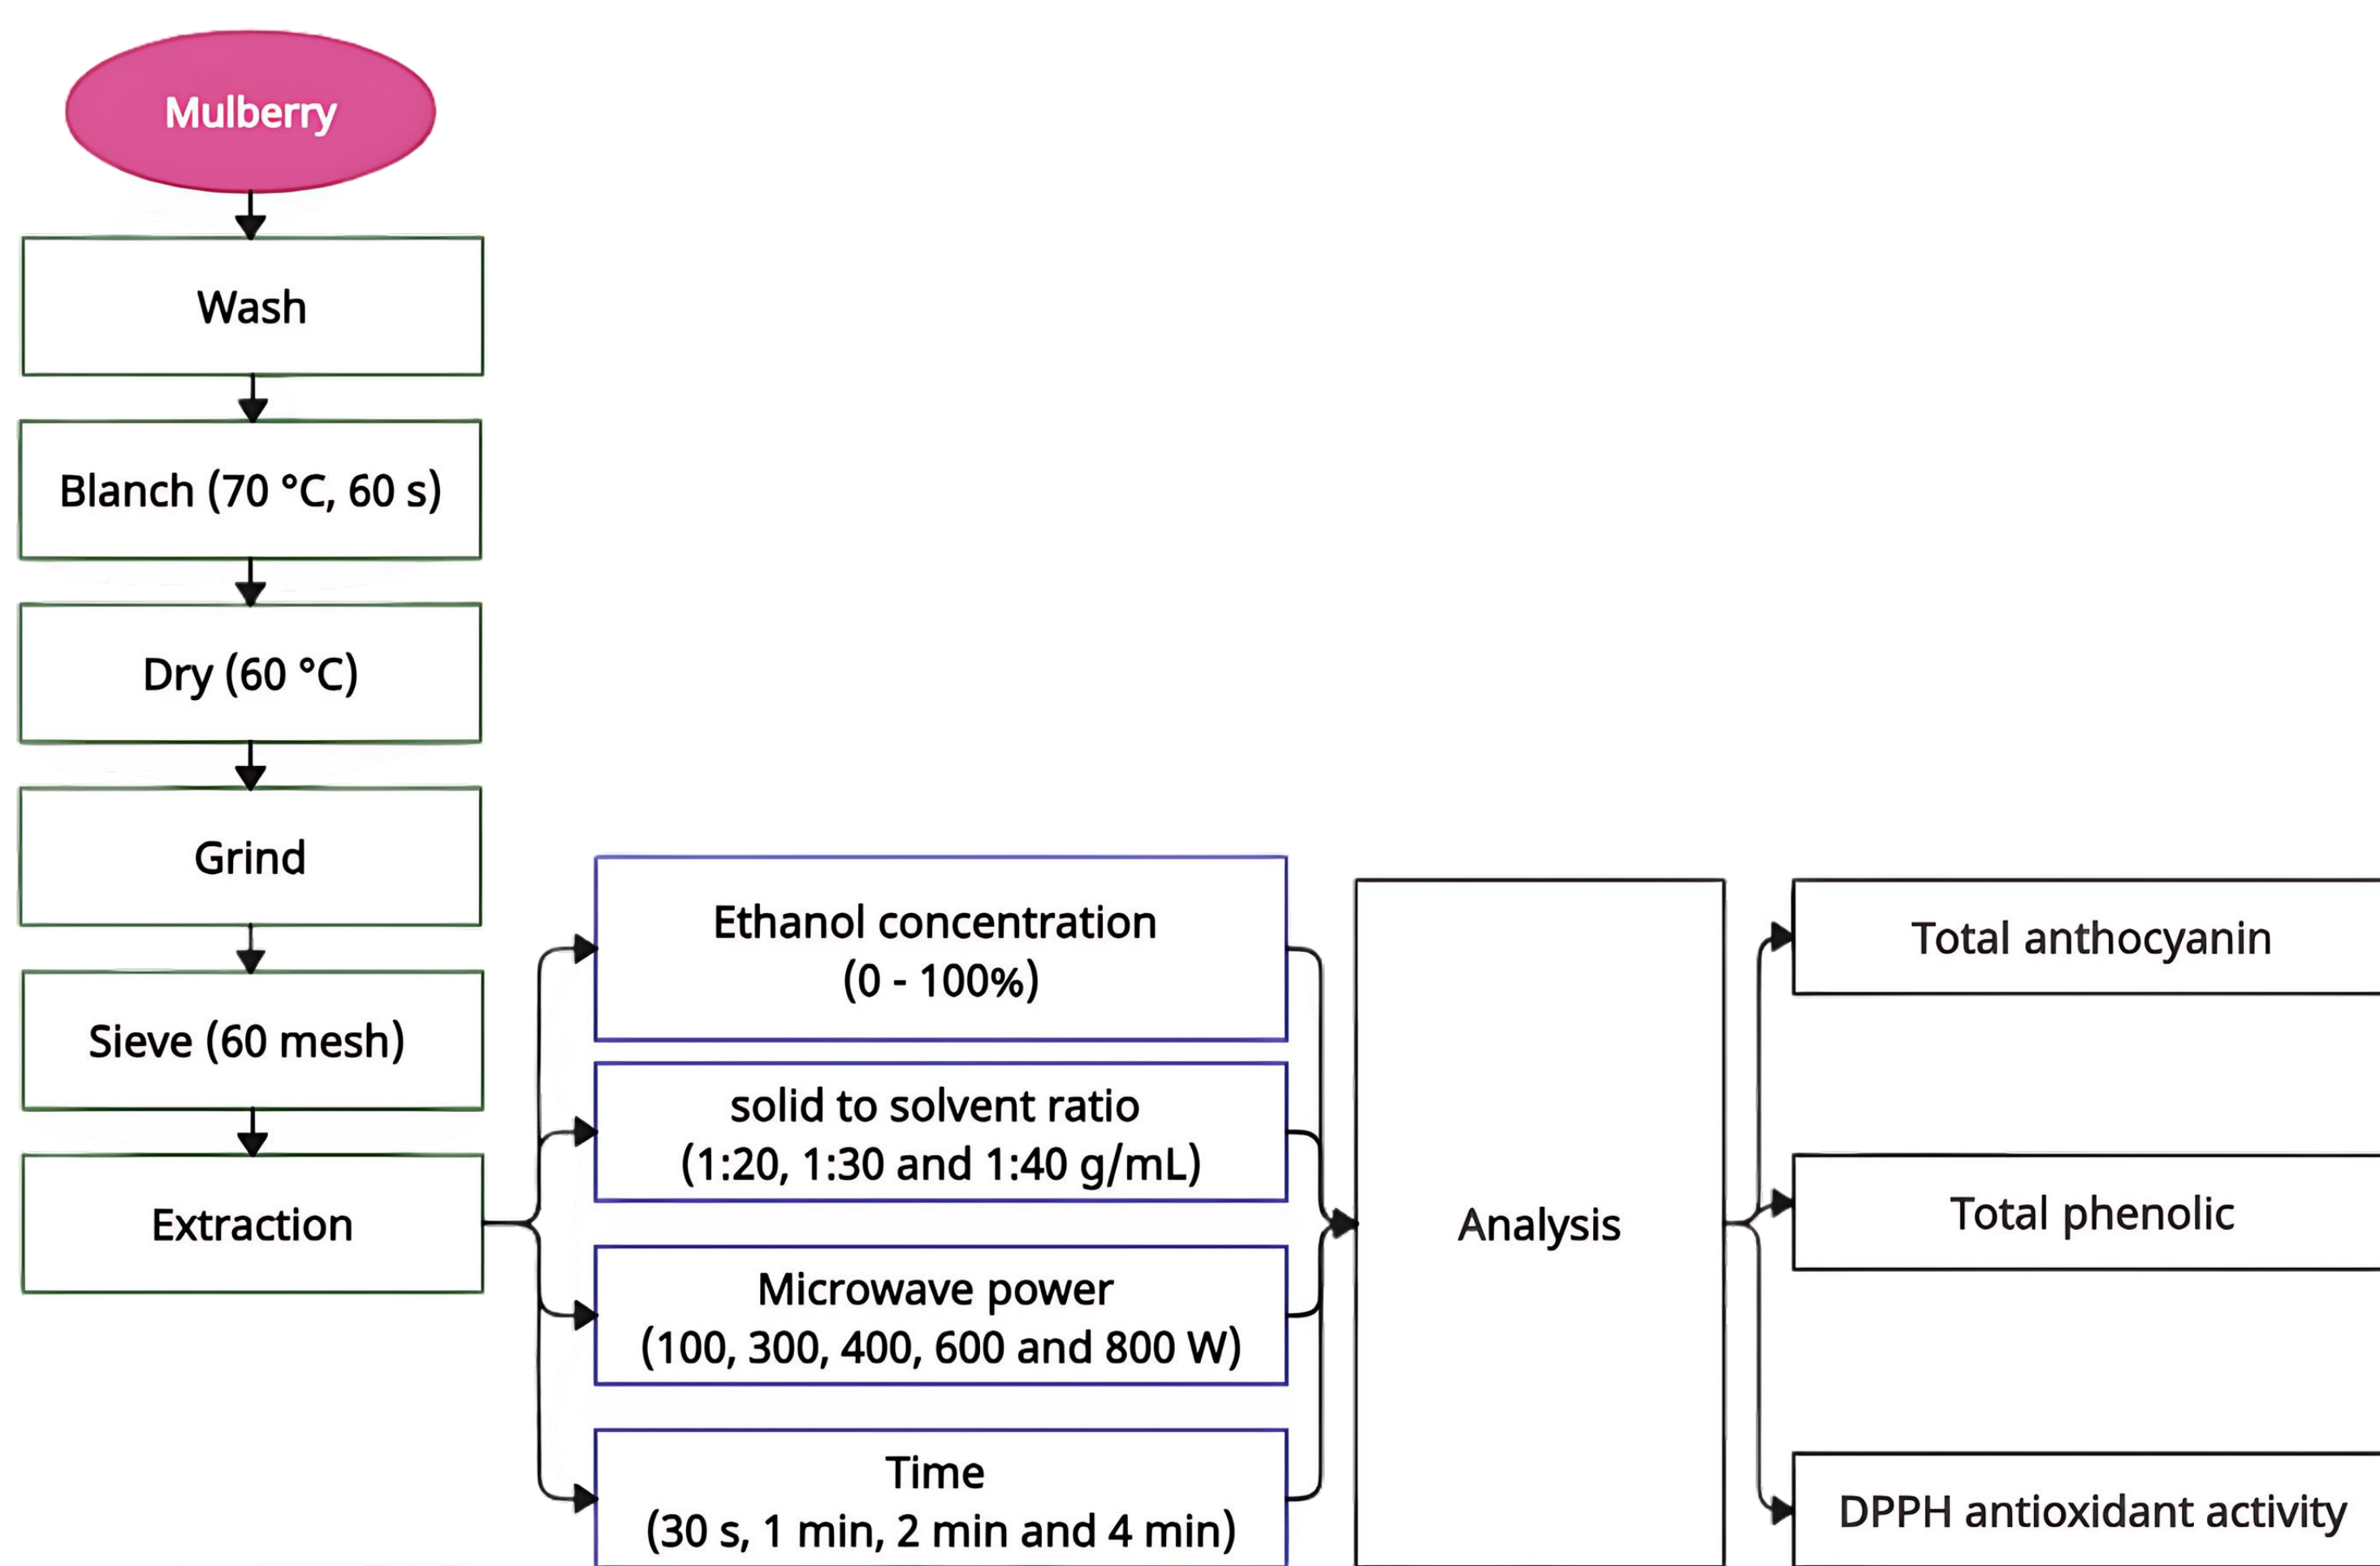 Mulberry
Wash
Blanch (70 °C, 60 s)
Dry (60 °C)
Grind
Sieve (60 mesh)
Extraction
Ethanol concentration
(0 - 100%)
solid to solvent ratio
(1:20, 1:30 and 1:40 g/mL)
Microwave power
(100, 300, 400, 600 and 800 W)
Time
(30 s, 1 min, 2 min and 4 min)
Analysis
Total anthocyanin
Total phenolic
DPPH antioxidant activity